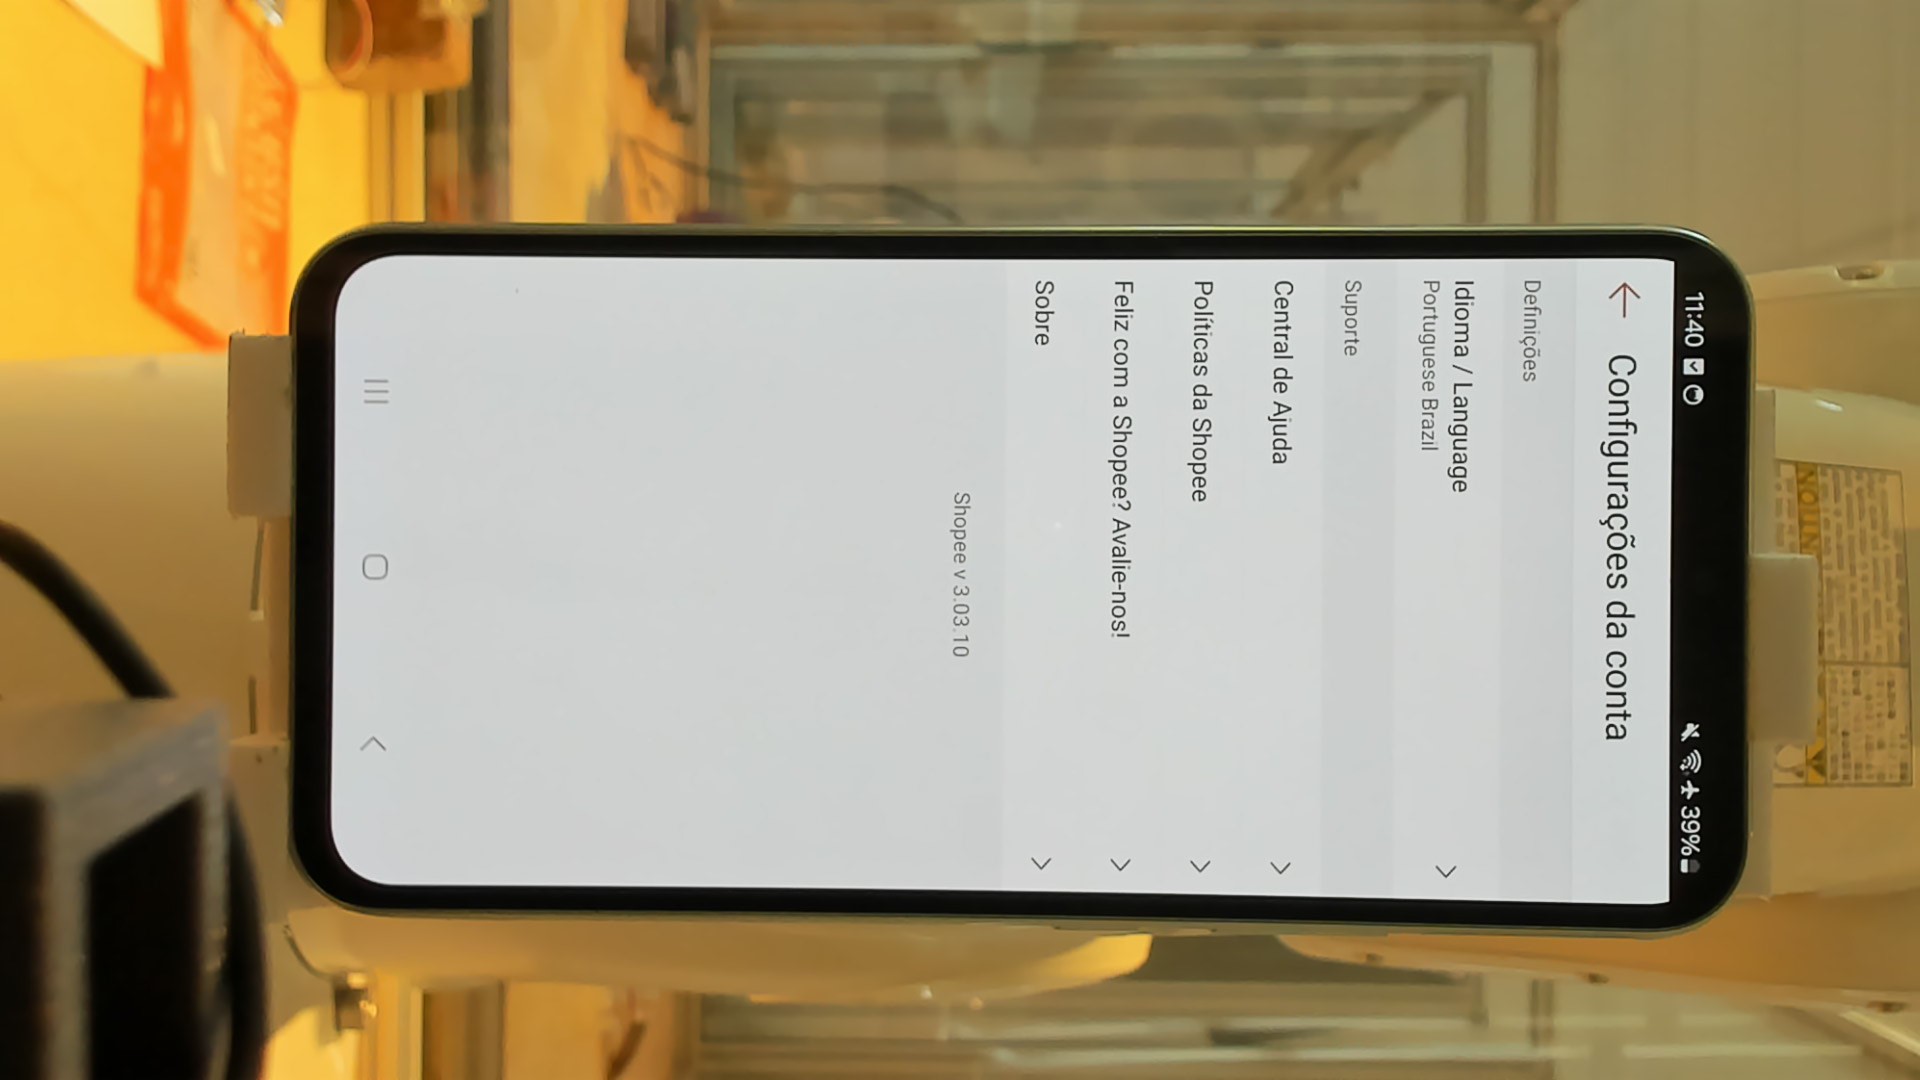 11:40
39%
Configurações da conta
Definições
Idioma / Language
Portuguese Brazil
Suporte
Central de Ajuda
Políticas da Shopee
Feliz com a Shopee? Avalie-nos!
Sobre
Shopee v 3.03.10